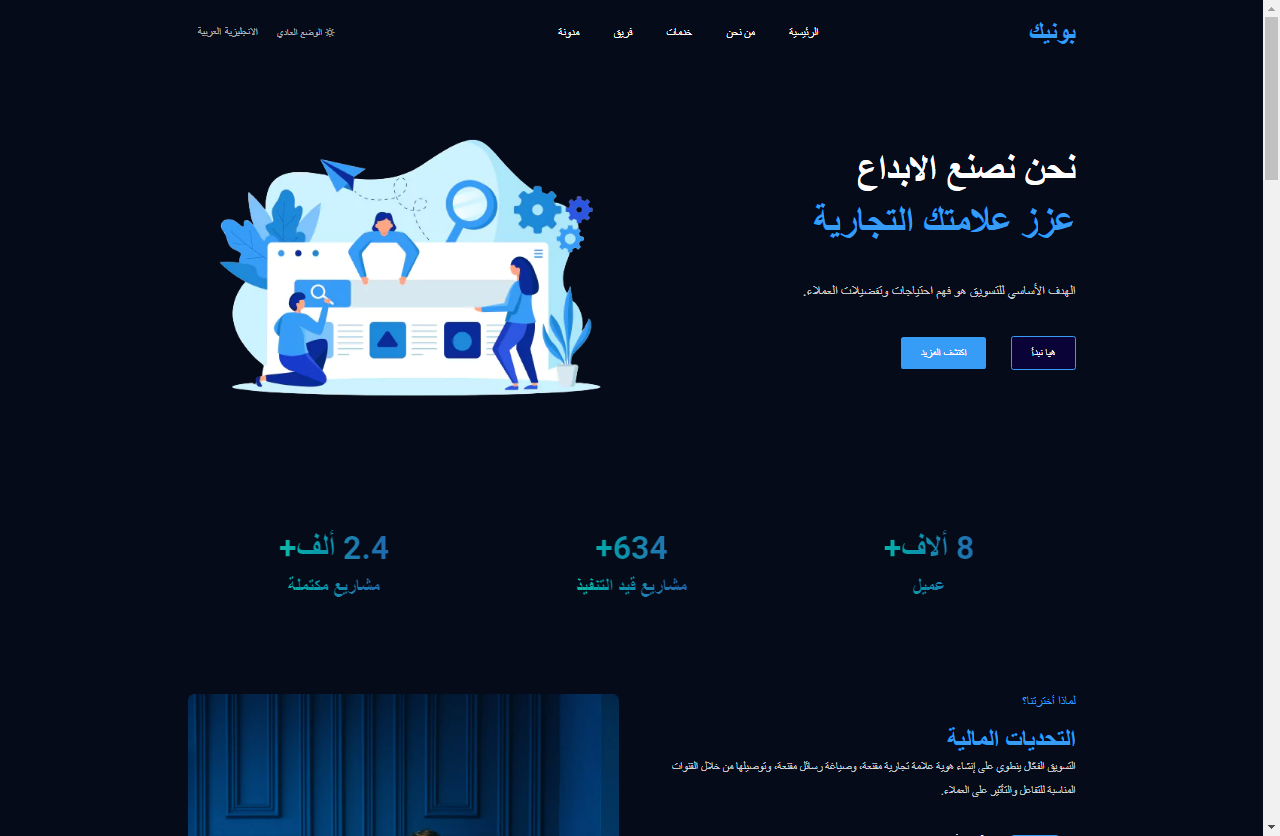 بونيك
الرئيسية من نحن خدمات فريق مدونة
الوضع العادي الانجليزية العربية
نحن نصنع الابداع
عزز علامتك التجارية
الهدف الأساسي للتسويق هو فهم احتياجات وتفضيلات العملاء.
هيا نبدأ اكتشف المزيد
8 ألاف+ 634+ 2.4 ألف+
عميل مشاريع قيد التنفيذ مشاريع مكتملة
لماذا أخترتنا؟
التحديات المالية
التسويق الفعّال ينطوي على إنشاء هوية علامة تجارية مقنعة، وصياغة رسائل مقنعة، وتوصيلها من خلال القنوات
المناسبة للتفاعل والتأثير على العملاء.